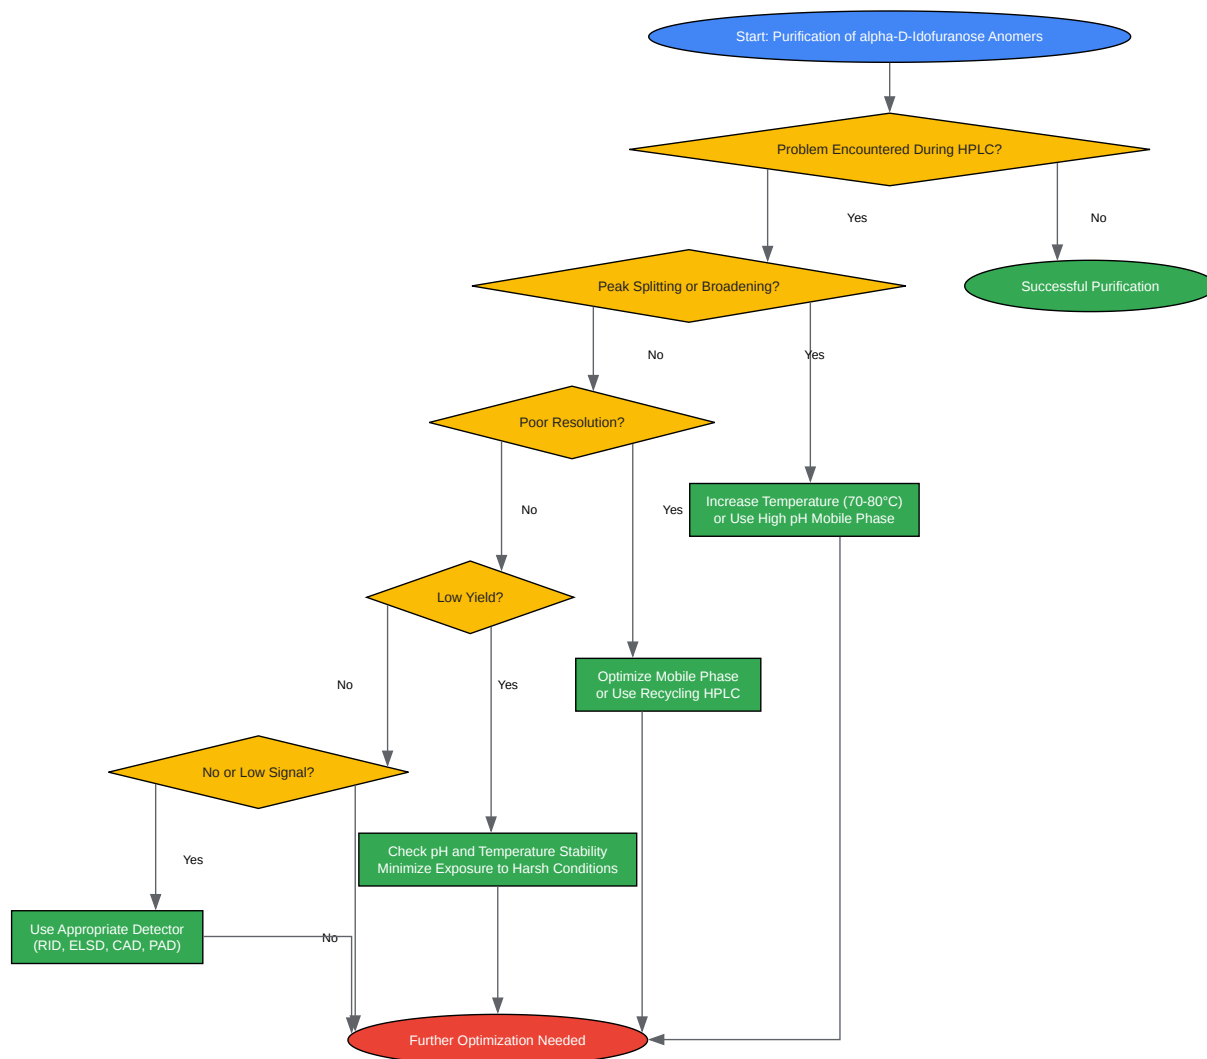 Start: Purification of alpha-D-Idofuranose Anomers
Problem Encountered During HPLC?
Yes
No
Peak Splitting or Broadening?
Successful Purification
No
Yes
Poor Resolution?
No
Yes
Increase Temperature (70-80°C)
or Use High pH Mobile Phase
Low Yield?
No
Yes
Optimize Mobile Phase
or Use Recycling HPLC
No or Low Signal?
Yes
Check pH and Temperature Stability
Minimize Exposure to Harsh Conditions
Use Appropriate Detector
(RID, ELSD, CAD, PAD)
No
Further Optimization Needed